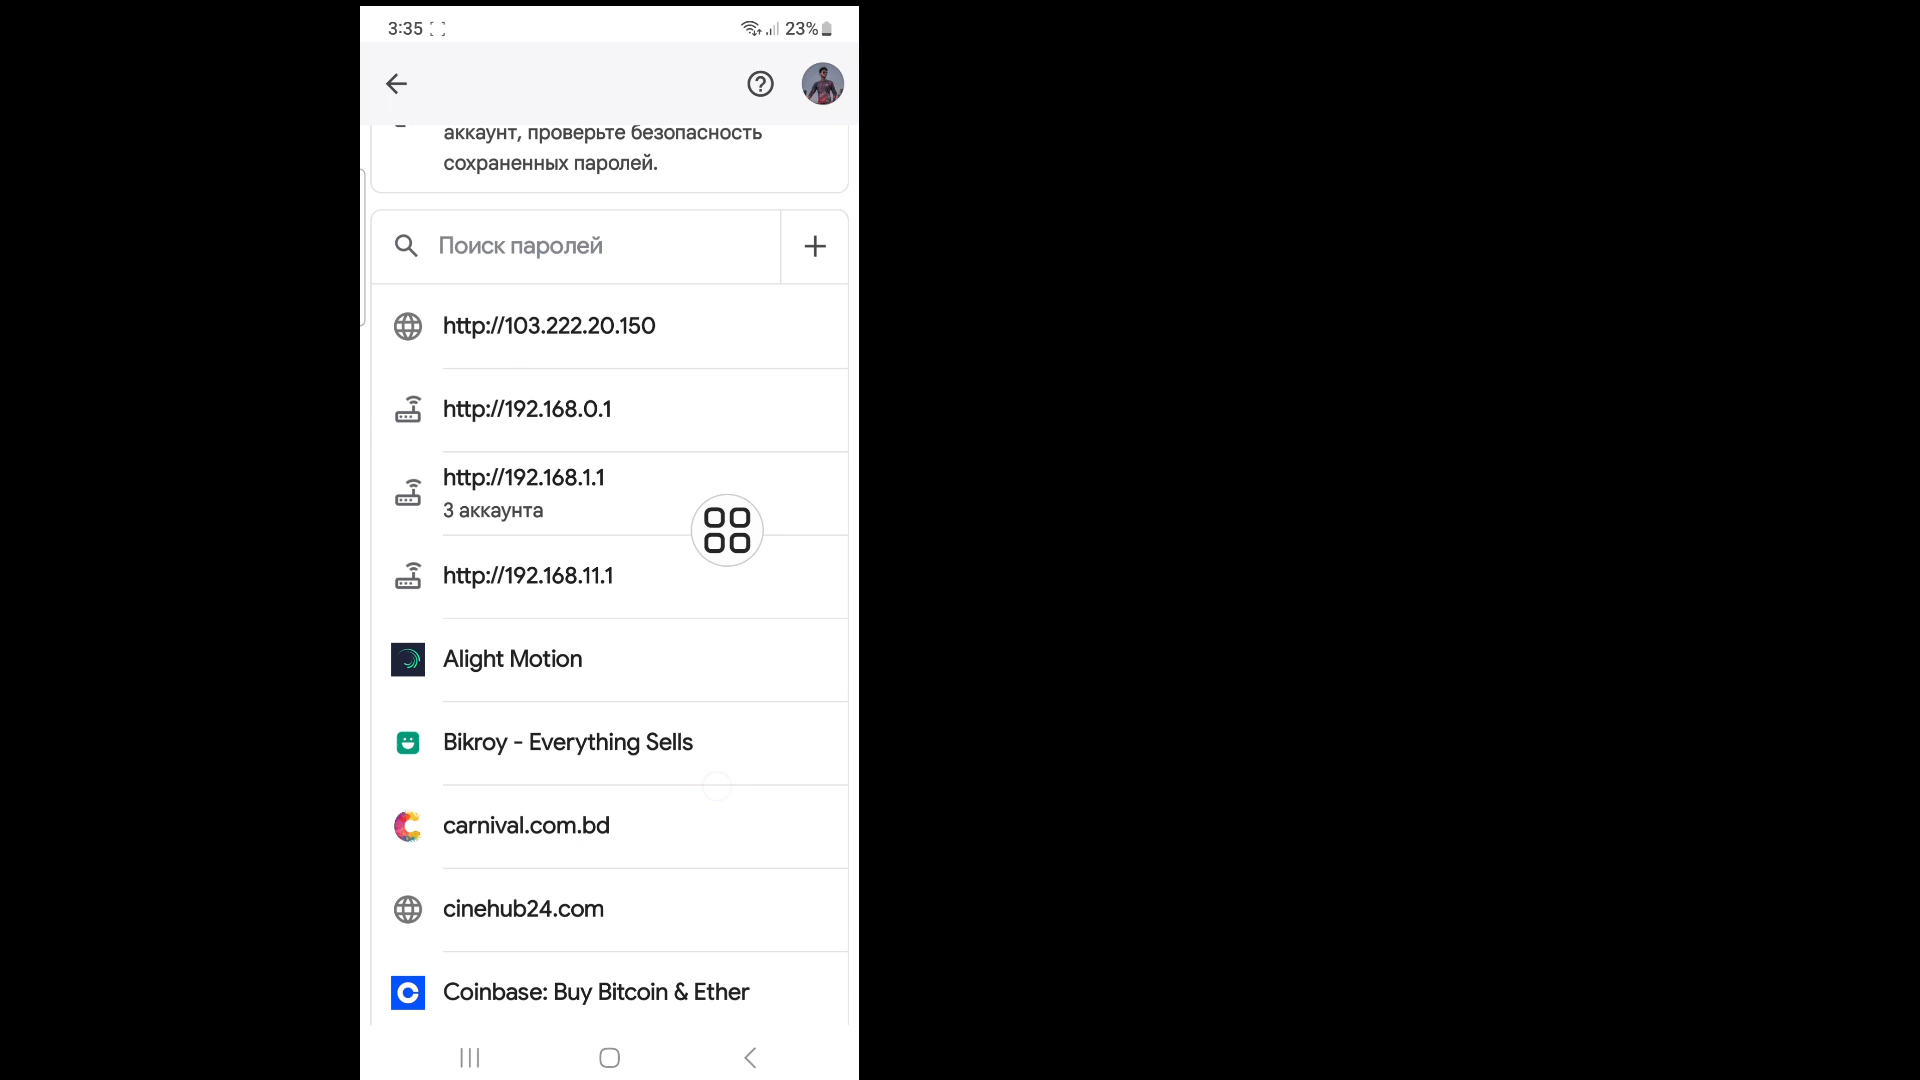 3:35
23%
аккаунт, проверьте безопасность
сохраненных паролей.
Поиск паролей
http://103.222.20.150
http://192.168.0.1
http://192.168.1.1
3 аккаунта
http://192.168.11.1
Alight Motion
Bikroy - Everything Sells
carnival.com.bd
cinehub24.com
Coinbase: Buy Bitcoin & Ether